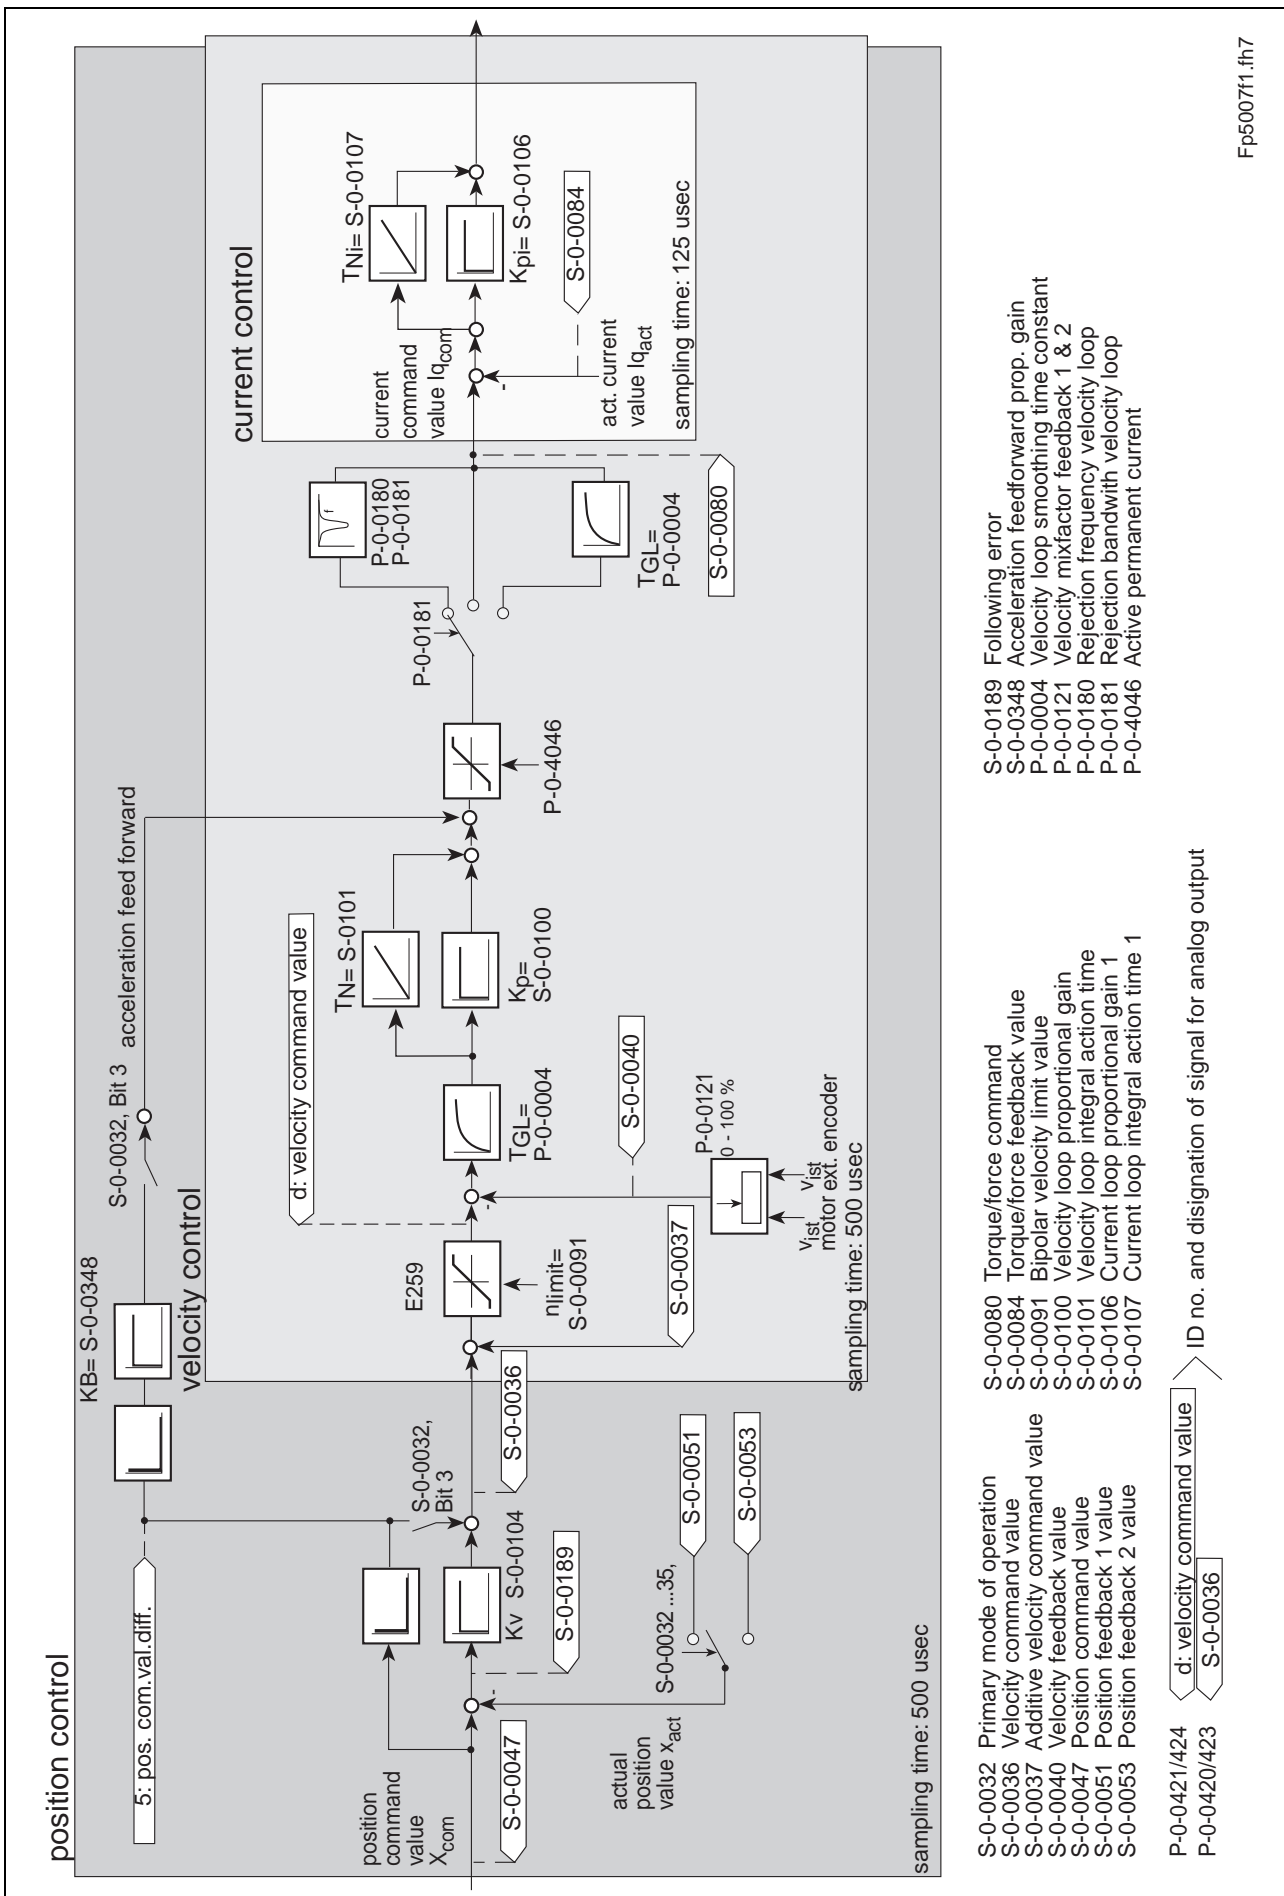 position control
5: pos. com.val.diff.
position
command
value
Xcom
S-0-0047
actual
position
value xact
S-0-0032 ...35,
S-0-0051
S-0-0053
S-0-0189
Kv S-0-0104
S-0-0032,
Bit 3
S-0-0036
sampling time: 500 usec
KB= S-0-0348
S-0-0032, Bit 3
acceleration feed forward
velocity control
E259
nlimit=
S-0-0091
S-0-0037
d: velocity command value
TGL=
P-0-0004
S-0-0040
P-0-0121
0 - 100 %
vist
motor
vist
ext. encoder
sampling time: 500 usec
TN= S-0-0101
Kp=
S-0-0100
P-0-4046
P-0-0181
f
P-0-0180
P-0-0181
TGL=
P-0-0004
S-0-0080
current control
current
command
value Iqcom
TNi= S-0-0107
Kpi= S-0-0106
S-0-0084
act. current
value Iqact
sampling time: 125 usec
S-0-0032 Primary mode of operation
S-0-0036 Velocity command value
S-0-0037 Additive velocity command value
S-0-0040 Velocity feedback value
S-0-0047 Position command value
S-0-0051 Position feedback 1 value
S-0-0053 Position feedback 2 value
S-0-0080 Torque/force command
S-0-0084 Torque/force feedback value
S-0-0091 Bipolar velocity limit value
S-0-0100 Velocity loop proportional gain
S-0-0101 Velocity loop integral action time
S-0-0106 Current loop proportional gain 1
S-0-0107 Current loop integral action time 1
S-0-0189 Following error
S-0-0348 Acceleration feedforward prop. gain
P-0-0004 Velocity loop smoothing time constant
P-0-0121 Velocity mixfactor feedback 1 & 2
P-0-0180 Rejection frequency velocity loop
P-0-0181 Rejection bandwith velocity loop
P-0-4046 Active permanent current
P-0-0421/424 d: velocity command value
P-0-0420/423 S-0-0036
ID no. and disignation of signal for analog output
Fp5007f1.fh7